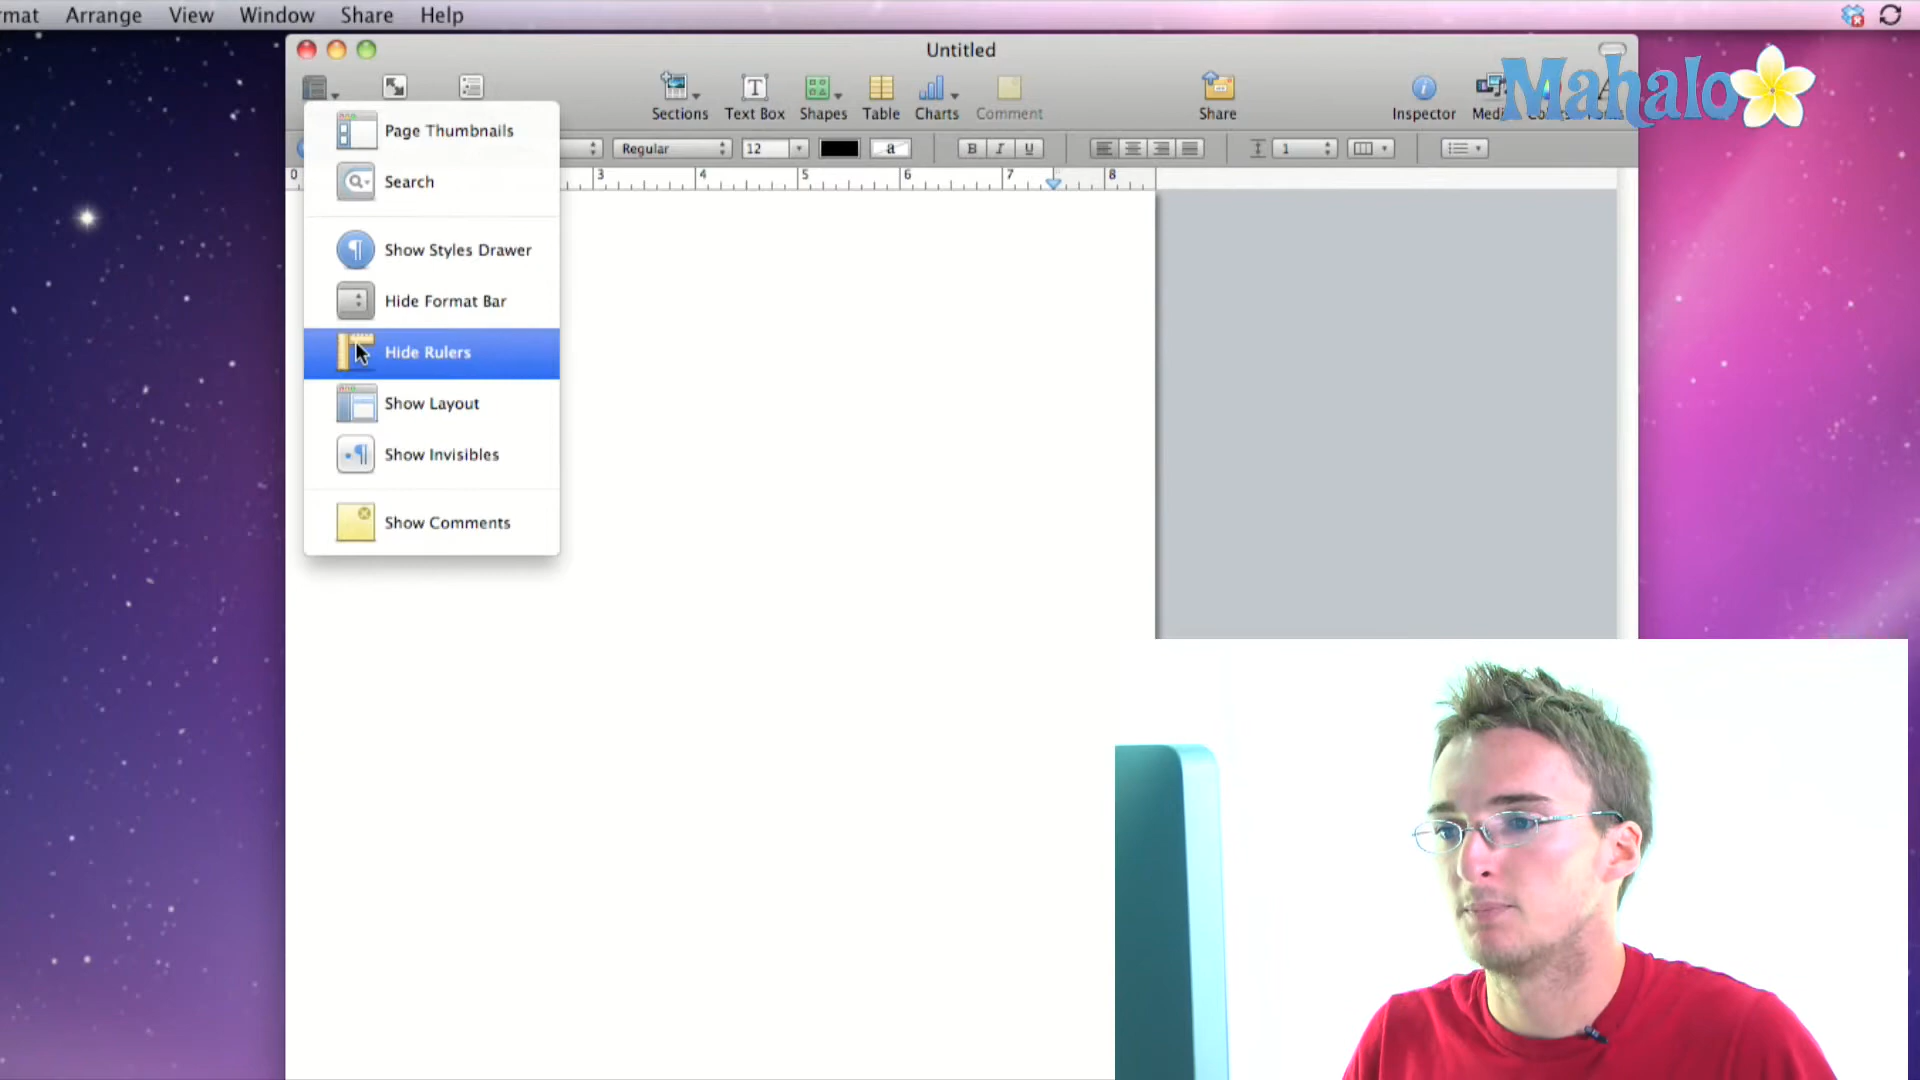 Arrange View Window Share Help
Untitled
Sections Text Box Shapes Table Charts Comment Share Inspector
Mahalo
Regular 12 a B I U 1
0 3 4 5 6 7 8
Page Thumbnails
Search
Show Styles Drawer
Hide Format Bar
Hide Rulers
Show Layout
Show Invisibles
Show Comments